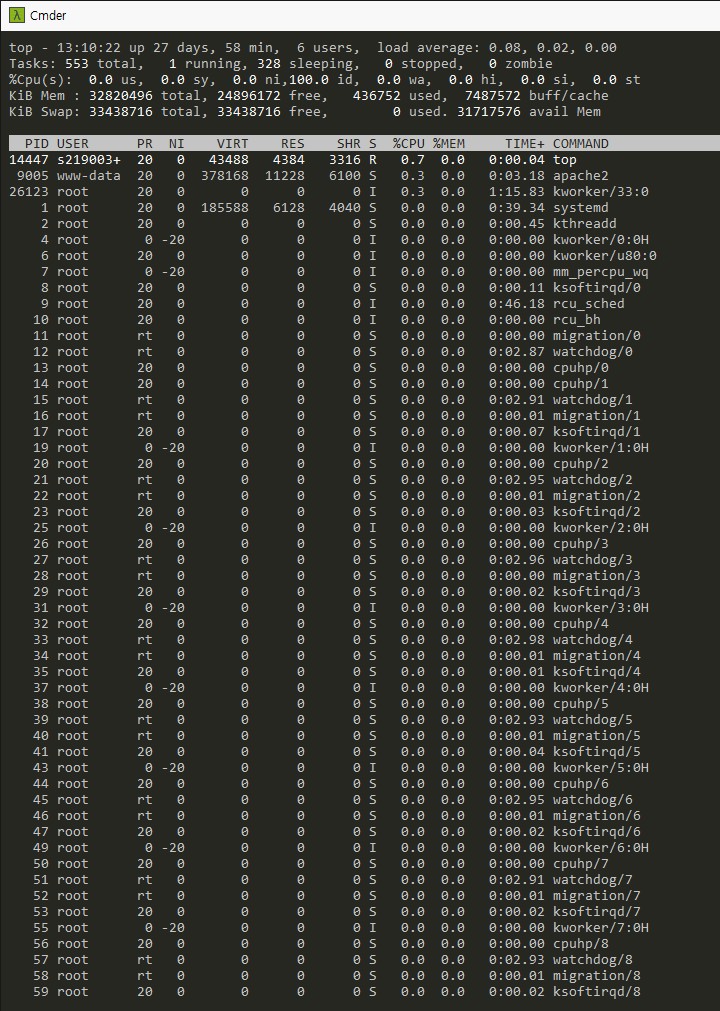 λ Cmder
top - 13:10:22 up 27 days, 58 min,  6 users,  load average: 0.08, 0.02, 0.00
Tasks: 553 total,   1 running, 328 sleeping,   0 stopped,   0 zombie
%Cpu(s):  0.0 us,  0.0 sy,  0.0 ni,100.0 id,  0.0 wa,  0.0 hi,  0.0 si,  0.0 st
KiB Mem : 32820496 total, 24896172 free,   436752 used,  7487572 buff/cache
KiB Swap: 33438716 total, 33438716 free,        0 used. 31717576 avail Mem
PID USER PR NI VIRT RES SHR S %CPU %MEM TIME+ COMMAND
14447 s219003+ 20 0 43488 4384 3316 R 0.7 0.0 0:00.04 top
9005 www-data 20 0 378168 11228 6100 S 0.3 0.0 0:03.18 apache2
26123 root 20 0 0 0 0 I 0.3 0.0 1:15.83 kworker/33:0
1 root 20 0 185588 6128 4040 S 0.0 0.0 0:39.34 systemd
2 root 20 0 0 0 0 S 0.0 0.0 0:00.45 kthreadd
4 root 0 -20 0 0 0 I 0.0 0.0 0:00.00 kworker/0:0H
6 root 20 0 0 0 0 I 0.0 0.0 0:00.00 kworker/u80:0
7 root 0 -20 0 0 0 I 0.0 0.0 0:00.00 mm_percpu_wq
8 root 20 0 0 0 0 S 0.0 0.0 0:00.11 ksoftirqd/0
9 root 20 0 0 0 0 I 0.0 0.0 0:46.18 rcu_sched
10 root 20 0 0 0 0 I 0.0 0.0 0:00.00 rcu_bh
11 root rt 0 0 0 0 S 0.0 0.0 0:00.00 migration/0
12 root rt 0 0 0 0 S 0.0 0.0 0:02.87 watchdog/0
13 root 20 0 0 0 0 S 0.0 0.0 0:00.00 cpuhp/0
14 root 20 0 0 0 0 S 0.0 0.0 0:00.00 cpuhp/1
15 root rt 0 0 0 0 S 0.0 0.0 0:02.91 watchdog/1
16 root rt 0 0 0 0 S 0.0 0.0 0:00.01 migration/1
17 root 20 0 0 0 0 S 0.0 0.0 0:00.07 ksoftirqd/1
19 root 0 -20 0 0 0 I 0.0 0.0 0:00.00 kworker/1:0H
20 root 20 0 0 0 0 S 0.0 0.0 0:00.00 cpuhp/2
21 root rt 0 0 0 0 S 0.0 0.0 0:02.95 watchdog/2
22 root rt 0 0 0 0 S 0.0 0.0 0:00.01 migration/2
23 root 20 0 0 0 0 S 0.0 0.0 0:00.03 ksoftirqd/2
25 root 0 -20 0 0 0 I 0.0 0.0 0:00.00 kworker/2:0H
26 root 20 0 0 0 0 S 0.0 0.0 0:00.00 cpuhp/3
27 root rt 0 0 0 0 S 0.0 0.0 0:02.96 watchdog/3
28 root rt 0 0 0 0 S 0.0 0.0 0:00.00 migration/3
29 root 20 0 0 0 0 S 0.0 0.0 0:00.02 ksoftirqd/3
31 root 0 -20 0 0 0 I 0.0 0.0 0:00.00 kworker/3:0H
32 root 20 0 0 0 0 S 0.0 0.0 0:00.00 cpuhp/4
33 root rt 0 0 0 0 S 0.0 0.0 0:02.98 watchdog/4
34 root rt 0 0 0 0 S 0.0 0.0 0:00.01 migration/4
35 root 20 0 0 0 0 S 0.0 0.0 0:00.01 ksoftirqd/4
37 root 0 -20 0 0 0 I 0.0 0.0 0:00.00 kworker/4:0H
38 root 20 0 0 0 0 S 0.0 0.0 0:00.00 cpuhp/5
39 root rt 0 0 0 0 S 0.0 0.0 0:02.93 watchdog/5
40 root rt 0 0 0 0 S 0.0 0.0 0:00.01 migration/5
41 root 20 0 0 0 0 S 0.0 0.0 0:00.04 ksoftirqd/5
43 root 0 -20 0 0 0 I 0.0 0.0 0:00.00 kworker/5:0H
44 root 20 0 0 0 0 S 0.0 0.0 0:00.00 cpuhp/6
45 root rt 0 0 0 0 S 0.0 0.0 0:02.95 watchdog/6
46 root rt 0 0 0 0 S 0.0 0.0 0:00.01 migration/6
47 root 20 0 0 0 0 S 0.0 0.0 0:00.02 ksoftirqd/6
49 root 0 -20 0 0 0 I 0.0 0.0 0:00.00 kworker/6:0H
50 root 20 0 0 0 0 S 0.0 0.0 0:00.00 cpuhp/7
51 root rt 0 0 0 0 S 0.0 0.0 0:02.91 watchdog/7
52 root rt 0 0 0 0 S 0.0 0.0 0:00.01 migration/7
53 root 20 0 0 0 0 S 0.0 0.0 0:00.02 ksoftirqd/7
55 root 0 -20 0 0 0 I 0.0 0.0 0:00.00 kworker/7:0H
56 root 20 0 0 0 0 S 0.0 0.0 0:00.00 cpuhp/8
57 root rt 0 0 0 0 S 0.0 0.0 0:02.93 watchdog/8
58 root rt 0 0 0 0 S 0.0 0.0 0:00.01 migration/8
59 root 20 0 0 0 0 S 0.0 0.0 0:00.02 ksoftirqd/8